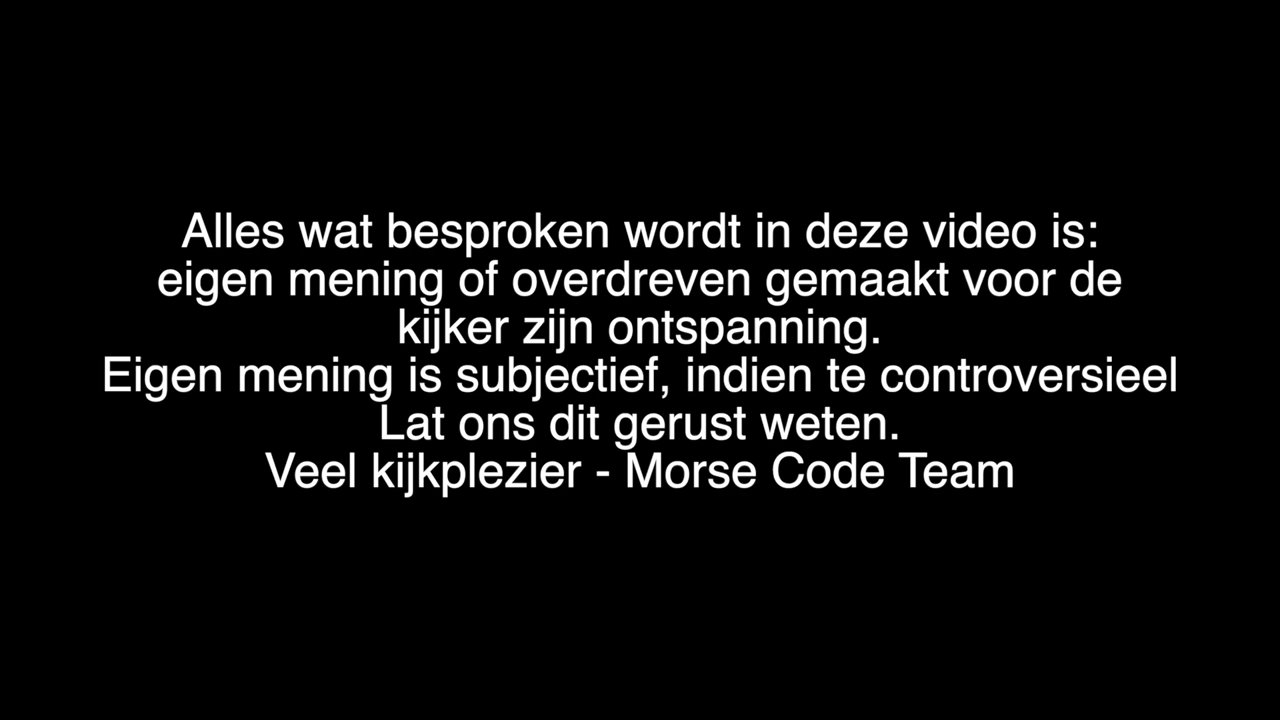 Alles wat besproken wordt in deze video is:
eigen mening of overdreven gemaakt voor de
kijker zijn ontspanning.
Eigen mening is subjectief, indien te controversieel
Lat ons dit gerust weten.
Veel kijkplezier - Morse Code Team